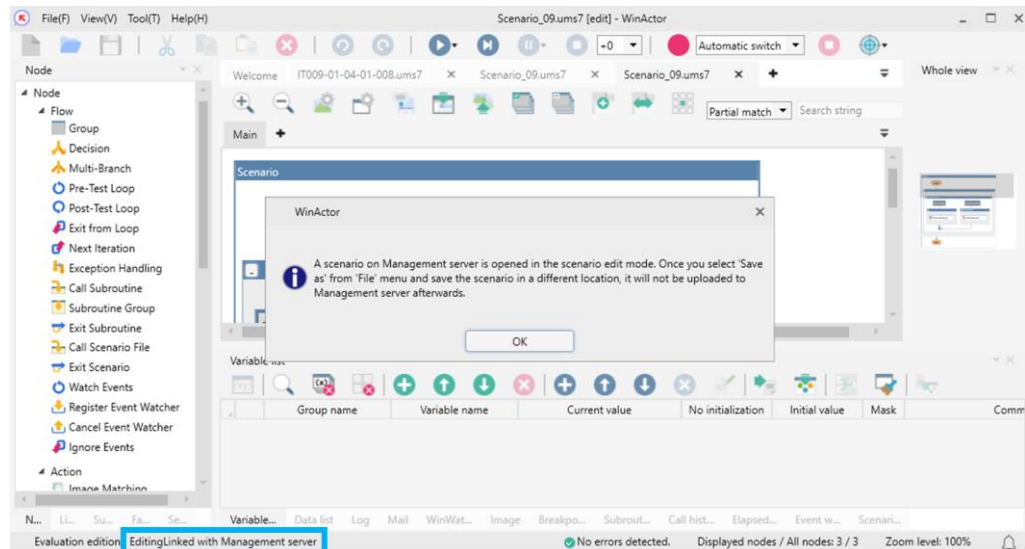 File(F) View(V) Tool(T) Help(H)
Scenario_09.ums7 [edit] - WinActor
+0
Automatic switch
Node
Welcome
IT009-01-04-01-008.ums7
Scenario_09.ums7
Scenario_09.ums7
Whole view
Node
Flow
Group
Decision
Multi-Branch
Pre-Test Loop
Post-Test Loop
Exit from Loop
Next Iteration
Exception Handling
Call Subroutine
Subroutine Group
Exit Subroutine
Call Scenario File
Exit Scenario
Watch Events
Register Event Watcher
Cancel Event Watcher
Ignore Events
Action
Image Matching
Partial match
Search string
Main
Scenario
WinActor
A scenario on Management server is opened in the scenario edit mode. Once you select 'Save
as' from 'File' menu and save the scenario in a different location, it will not be uploaded to
Management server afterwards.
OK
Variable list
Group name
Variable name
Current value
No initialization
Initial value
Mask
Comm
N... Li... Su... Fa... Se...
Variable... Data list Log Mail WinWat... Image Breakpo... Subrout... Call hist... Elapsed... Event w... Scenari...
Evaluation edition EditingLinked with Management server
No errors detected. Displayed nodes / All nodes: 3 / 3 Zoom level: 100%